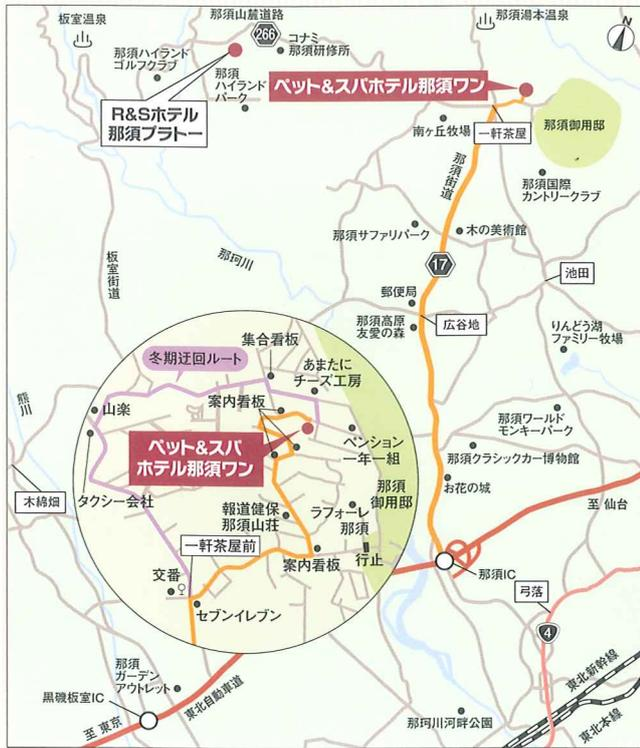 板室温泉
那須山麓道路
266
コナミ
那須研修所
那須湯本温泉
N
那須ハイランド
ゴルフクラブ
那須
ハイランド
パーク
R&Sホテル
那須プラトー
ペット&スパホテル那須ワン
一軒茶屋
南ヶ丘牧場
那須御用邸
那須国際
カントリークラブ
那須街道
那須サファリパーク
木の美術館
板室街道
那珂川
17
池田
郵便局
広谷地
那須高原
友愛の森
りんどう湖
ファミリー牧場
集合看板
冬期迂回ルート
あまたに
チーズ工房
案内看板
山楽
ペット&スパ
ホテル那須ワン
ペンション
一年一組
那須
御用邸
熊川
木綿畑
タクシー会社
報道健保
那須山荘
ラフォーレ
那須
一軒茶屋前
案内看板
行止
交番
セブンイレブン
那須ワールド
モンキーパーク
那須クラシックカー博物館
お花の城
至 仙台
那須IC
弓落
4
那須
ガーデン
アウトレット
黒磯板室IC
至 東京
東北自動車道
那珂川河畔公園
東北新幹線
東北本線